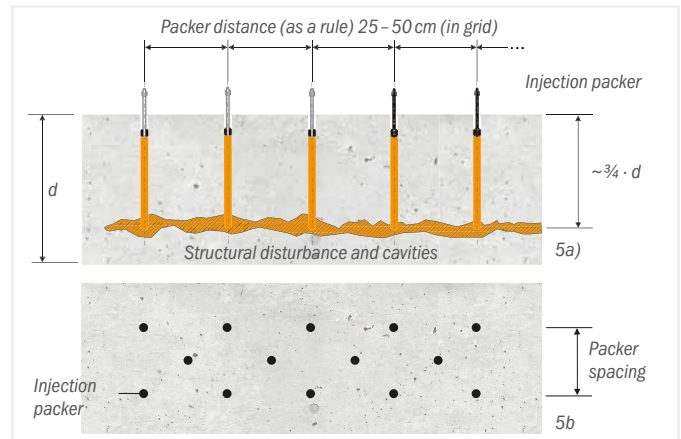 Packer distance (as a rule) 25 – 50 cm (in grid)
...
Injection packer
d
~¾ · d
Structural disturbance and cavities
5a)
Packer
spacing
Injection
packer
5b